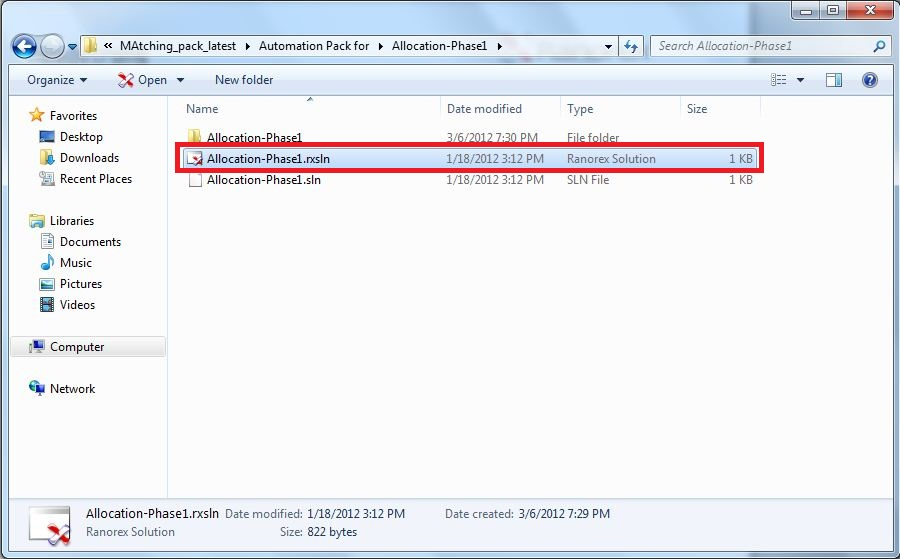 « MAtching_pack_latest Automation Pack for Allocation-Phase1 Search Allocation-Phase1
Organize Open New folder
Name Date modified Type Size
Favorites
Desktop
Downloads
Recent Places
Libraries
Documents
Music
Pictures
Videos
Computer
Network
Allocation-Phase1 3/6/2012 7:30 PM File folder
Allocation-Phase1.rxsln 1/18/2012 3:12 PM Ranorex Solution 1 KB
Allocation-Phase1.sln 1/18/2012 3:12 PM SLN File 1 KB
Allocation-Phase1.rxsln Date modified: 1/18/2012 3:12 PM Date created: 3/6/2012 7:29 PM
Ranorex Solution Size: 822 bytes